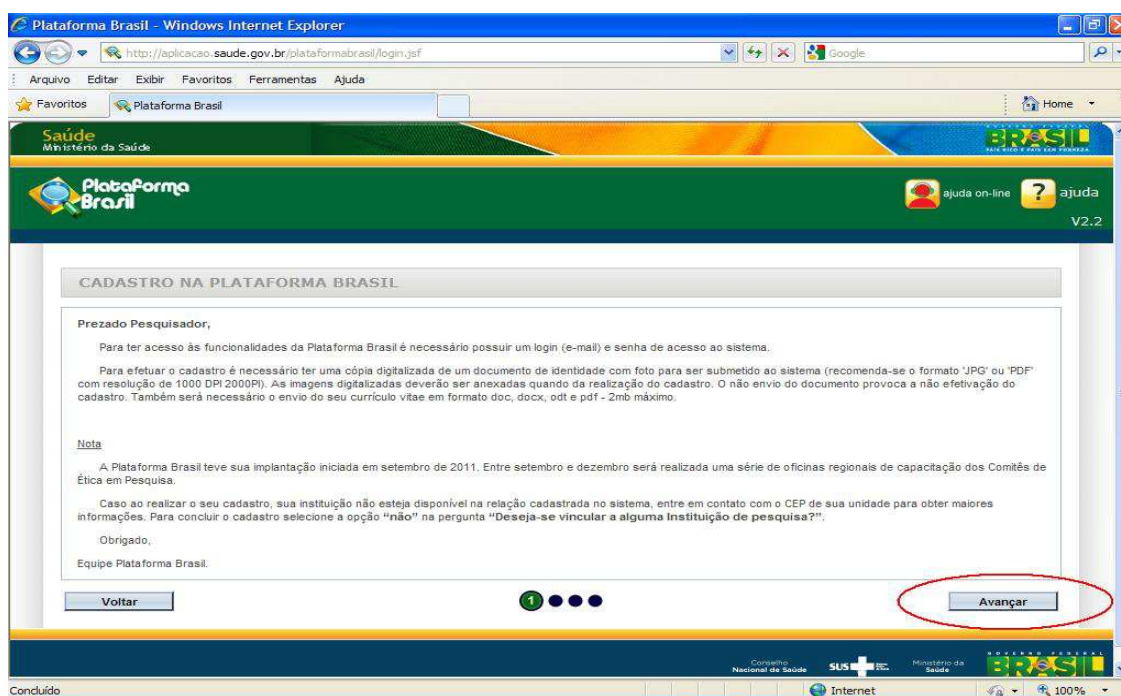 Plataforma Brasil - Windows Internet Explorer
http://aplicacao.saude.gov.br/plataformabrasil/login.jsf
Google
Arquivo Editar Exibir Favoritos Ferramentas Ajuda
Favoritos Plataforma Brasil Home
Saúde
Ministério da Saúde
BRASIL
PAÍS RICO É PAÍS SEM POBREZA
Plataforma
Brasil
ajuda on-line ? ajuda
V2.2
CADASTRO NA PLATAFORMA BRASIL
Prezado Pesquisador,
Para ter acesso às funcionalidades da Plataforma Brasil é necessário possuir um login (e-mail) e senha de acesso ao sistema.
Para efetuar o cadastro é necessário ter uma cópia digitalizada de um documento de identidade com foto para ser submetido ao sistema (recomenda-se o formato 'JPG' ou 'PDF'
com resolução de 1000 DPI 2000PI). As imagens digitalizadas deverão ser anexadas quando da realização do cadastro. O não envio do documento provoca a não efetivação do
cadastro. Também será necessário o envio do seu currículo vitae em formato doc, docx, odt e pdf - 2mb máximo.
Nota
A Plataforma Brasil teve sua implantação iniciada em setembro de 2011. Entre setembro e dezembro será realizada uma série de oficinas regionais de capacitação dos Comitês de
Ética em Pesquisa.
Caso ao realizar o seu cadastro, sua instituição não esteja disponível na relação cadastrada no sistema, entre em contato com o CEP de sua unidade para obter maiores
informações. Para concluir o cadastro selecione a opção “não” na pergunta “Deseja-se vincular a alguma Instituição de pesquisa?”.
Obrigado,
Equipe Plataforma Brasil.
Voltar 1 Avançar
Conselho
Nacional de Saúde
SUS
Ministério da
Saúde
GOVERNO FEDERAL
BRASIL
Concluído Internet 100%